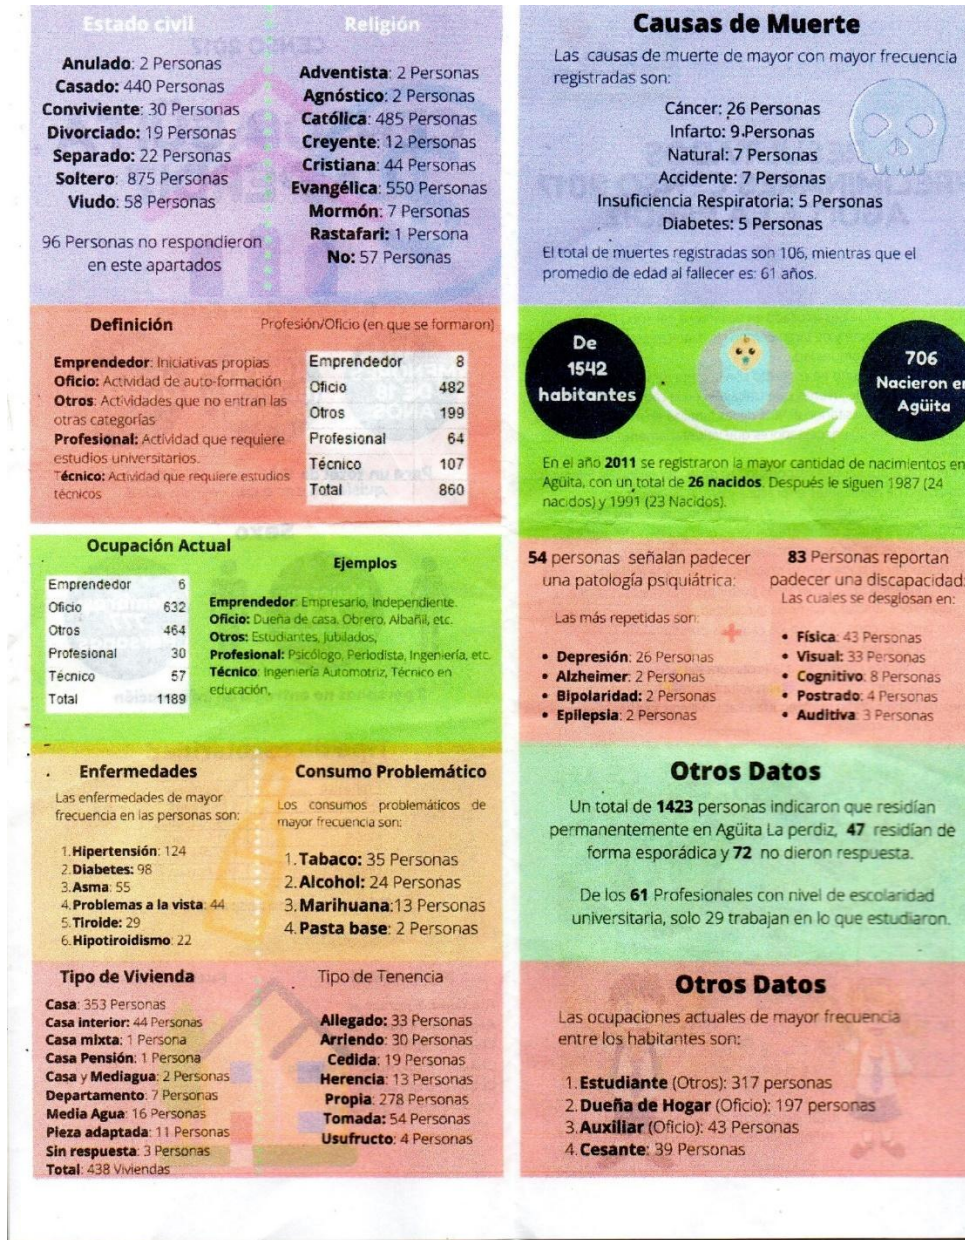 Estado civil
Anulado: 2 Personas
Casado: 440 Personas
Conviviente: 30 Personas
Divorciado: 19 Personas
Separado: 22 Personas
Soltero: 875 Personas
Viudo: 58 Personas
96 Personas no respondieron
en este apartados
Religión
Adventista: 2 Personas
Agnóstico: 2 Personas
Católica: 485 Personas
Creyente: 12 Personas
Cristiana: 44 Personas
Evangélica: 550 Personas
Mormón: 7 Personas
Rastafari: 1 Persona
No: 57 Personas
Definición
Emprendedor: Iniciativas propias
Oficio: Actividad de auto-formación
Otros: Actividades que no entran las
otras categorías
Profesional: Actividad que requiere
estudios universitarios.
Técnico: Actividad que requiere estudios
técnicos
Profesión/Oficio (en que se formaron)
Emprendedor 8
Oficio 482
Otros 199
Profesional 64
Técnico 107
Total 860
Ocupación Actual
Emprendedor 6
Oficio 632
Otros 464
Profesional 30
Técnico 57
Total 1189
Ejemplos
Emprendedor: Empresario, Independiente.
Oficio: Dueña de casa, Obrero, Albañil, etc.
Otros: Estudiantes, Jubilados,
Profesional: Psicólogo, Periodista, Ingeniería, etc.
Técnico: Ingeniería Automotriz, Técnico en
educación,
Enfermedades
Las enfermedades de mayor
frecuencia en las personas son:
1. Hipertensión: 124
2. Diabetes: 98
3. Asma: 55
4. Problemas a la vista: 44
5. Tiroide: 29
6. Hipotiroidismo: 22
Consumo Problemático
Los consumos problemáticos de
mayor frecuencia son:
1. Tabaco: 35 Personas
2. Alcohol: 24 Personas
3. Marihuana: 13 Personas
4. Pasta base: 2 Personas
Tipo de Vivienda
Casa: 353 Personas
Casa interior: 44 Personas
Casa mixta: 1 Persona
Casa Pensión: 1 Persona
Casa y Mediagua: 2 Personas
Departamento: 7 Personas
Media Agua: 16 Personas
Pieza adaptada: 11 Personas
Sin respuesta: 3 Personas
Total: 438 Viviendas
Tipo de Tenencia
Allegado: 33 Personas
Arriendo: 30 Personas
Cedida: 19 Personas
Herencia: 13 Personas
Propia: 278 Personas
Tomada: 54 Personas
Usufructo: 4 Personas
Causas de Muerte
Las causas de muerte de mayor con mayor frecuencia
registradas son:
Cáncer: 26 Personas
Infarto: 9 Personas
Natural: 7 Personas
Accidente: 7 Personas
Insuficiencia Respiratoria: 5 Personas
Diabetes: 5 Personas
El total de muertes registradas son 106, mientras que el
promedio de edad al fallecer es: 61 años.
De
1542
habitantes
706
Nacieron en
Agüita
En el año 2011 se registraron la mayor cantidad de nacimientos en
Agüita, con un total de 26 nacidos. Después le siguen 1987 (24
nacidos) y 1991 (23 Nacidos).
54 personas señalan padecer
una patología psiquiátrica:
Las más repetidas son:
• Depresión: 26 Personas
• Alzheimer: 2 Personas
• Bipolaridad: 2 Personas
• Epilepsia: 2 Personas
83 Personas reportan
padecer una discapacidad:
Las cuales se desglosan en:
• Física: 43 Personas
• Visual: 33 Personas
• Cognitivo: 8 Personas
• Postrado: 4 Personas
• Auditiva: 3 Personas
Otros Datos
Un total de 1423 personas indicaron que residían
permanentemente en Agüita La perdiz, 47 residían de
forma esporádica y 72 no dieron respuesta.
De los 61 Profesionales con nivel de escolaridad
universitaria, solo 29 trabajan en lo que estudiaron.
Otros Datos
Las ocupaciones actuales de mayor frecuencia
entre los habitantes son:
1. Estudiante (Otros): 317 personas
2. Dueña de Hogar (Oficio): 197 personas
3. Auxiliar (Oficio): 43 Personas
4. Cesante: 39 Personas